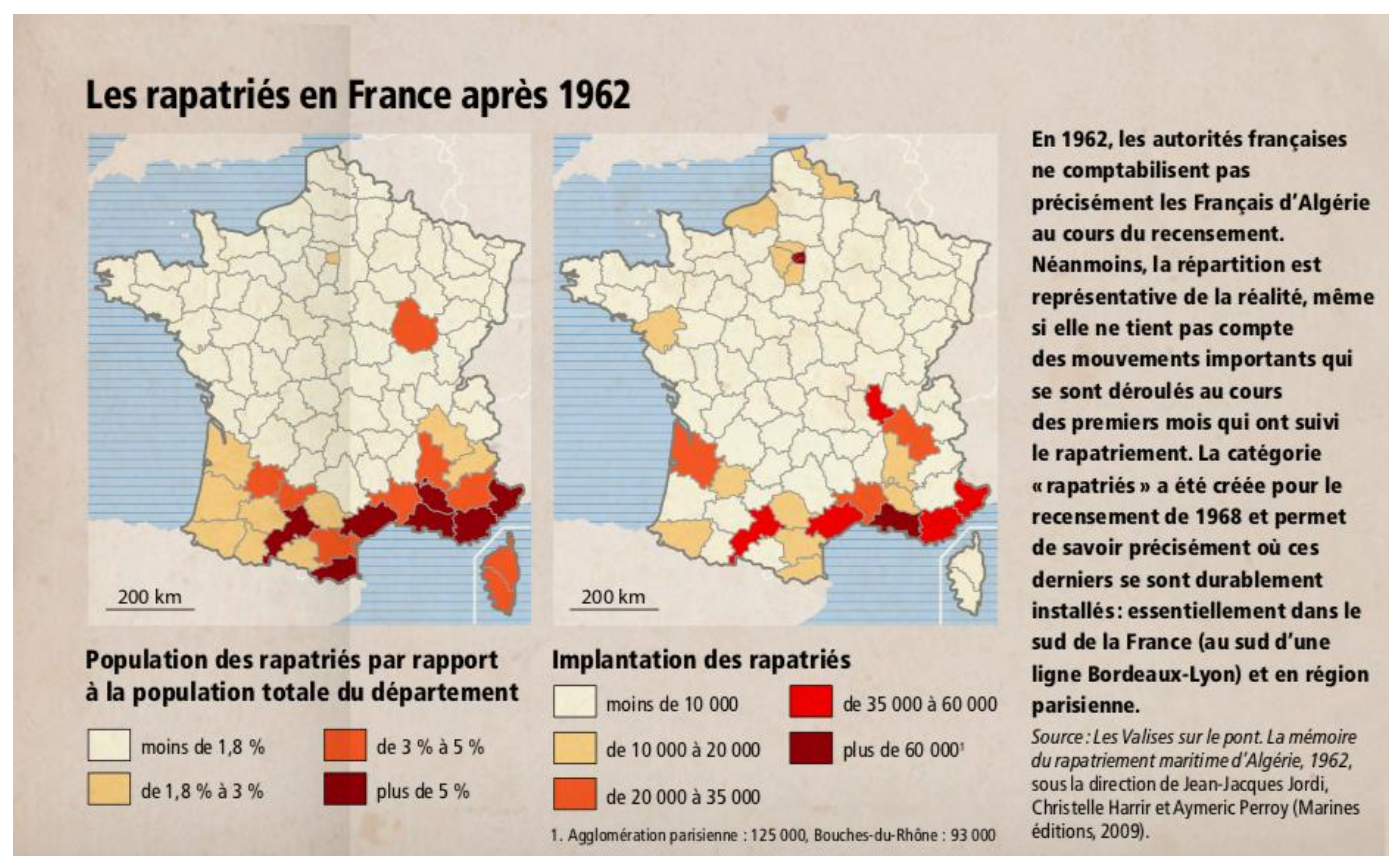 Les rapatriés en France après 1962
200 km
200 km
Population des rapatriés par rapport
à la population totale du département
moins de 1,8 %
de 1,8 % à 3 %
de 3 % à 5 %
plus de 5 %
Implantation des rapatriés
moins de 10 000
de 10 000 à 20 000
de 20 000 à 35 000
de 35 000 à 60 000
plus de 60 000¹
1. Agglomération parisienne : 125 000, Bouches-du-Rhône : 93 000
En 1962, les autorités françaises
ne comptabilisent pas
précisément les Français d’Algérie
au cours du recensement.
Néanmoins, la répartition est
représentative de la réalité, même
si elle ne tient pas compte
des mouvements importants qui
se sont déroulés au cours
des premiers mois qui ont suivi
le rapatriement. La catégorie
« rapatriés » a été créée pour le
recensement de 1968 et permet
de savoir précisément où ces
derniers se sont durablement
installés : essentiellement dans le
sud de la France (au sud d’une
ligne Bordeaux-Lyon) et en région
parisienne.
Source : Les Valises sur le pont. La mémoire
du rapatriement maritime d’Algérie, 1962,
sous la direction de Jean-Jacques Jordi,
Christelle Harrir et Aymeric Perroy (Marines
éditions, 2009).